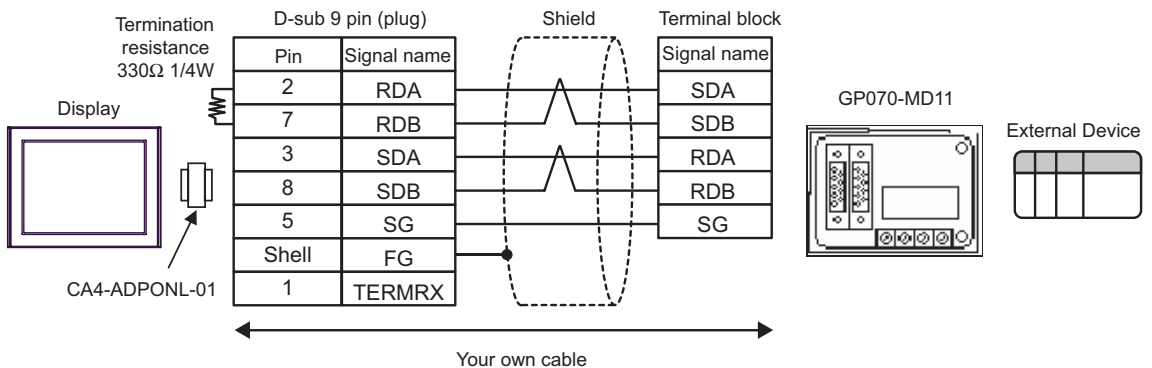 Termination
resistance
330Ω 1/4W
D-sub 9 pin (plug)
Shield
Terminal block
Pin
Signal name
Signal name
2
RDA
SDA
7
RDB
SDB
3
SDA
RDA
8
SDB
RDB
5
SG
SG
Shell
FG
1
TERMRX
Display
CA4-ADPONL-01
GP070-MD11
External Device
Your own cable